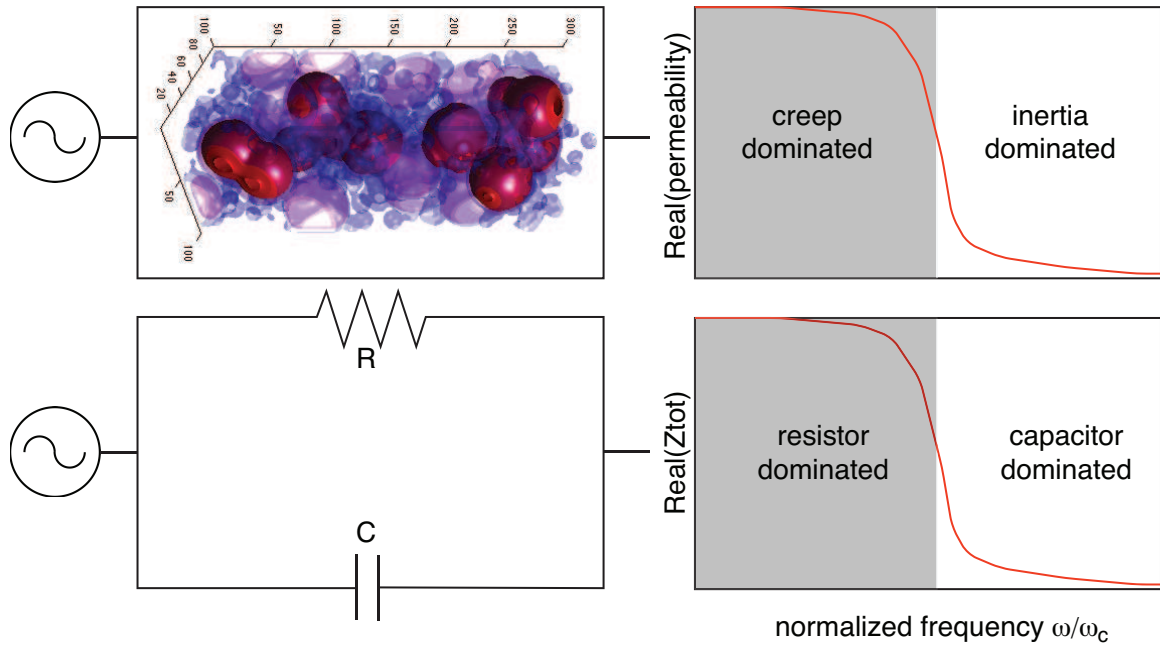 100
80
60
40
20
50
100
150
200
250
300
50
100
Real(permeability)
creep
dominated
inertia
dominated
R
C
Real(Ztot)
resistor
dominated
capacitor
dominated
normalized frequency ω/ωc